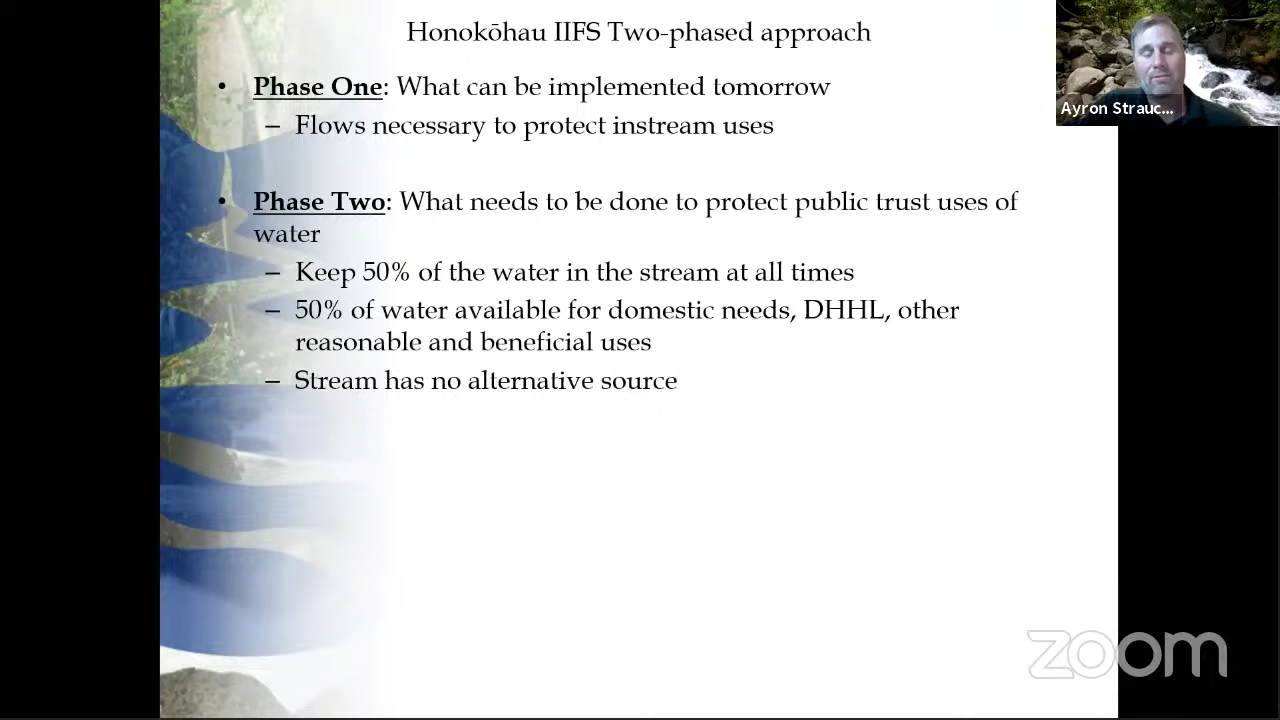 Honokōhau IIFS Two-phased approach
• Phase One: What can be implemented tomorrow
– Flows necessary to protect instream uses
• Phase Two: What needs to be done to protect public trust uses of
water
– Keep 50% of the water in the stream at all times
– 50% of water available for domestic needs, DHHL, other
reasonable and beneficial uses
– Stream has no alternative source
Ayron Strauc...
zoom